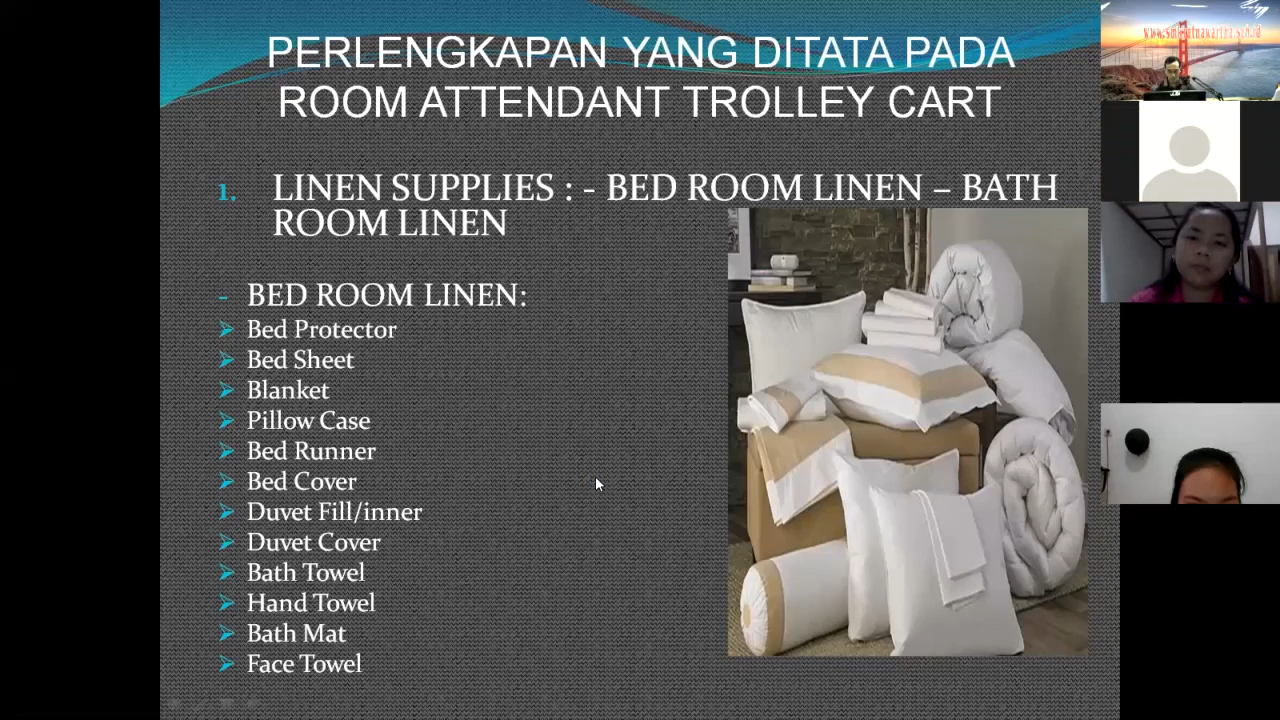 PERLENGKAPAN YANG DITATA PADA
ROOM ATTENDANT TROLLEY CART
1. LINEN SUPPLIES : - BED ROOM LINEN – BATH
ROOM LINEN
- BED ROOM LINEN:
Bed Protector
Bed Sheet
Blanket
Pillow Case
Bed Runner
Bed Cover
Duvet Fill/inner
Duvet Cover
Bath Towel
Hand Towel
Bath Mat
Face Towel